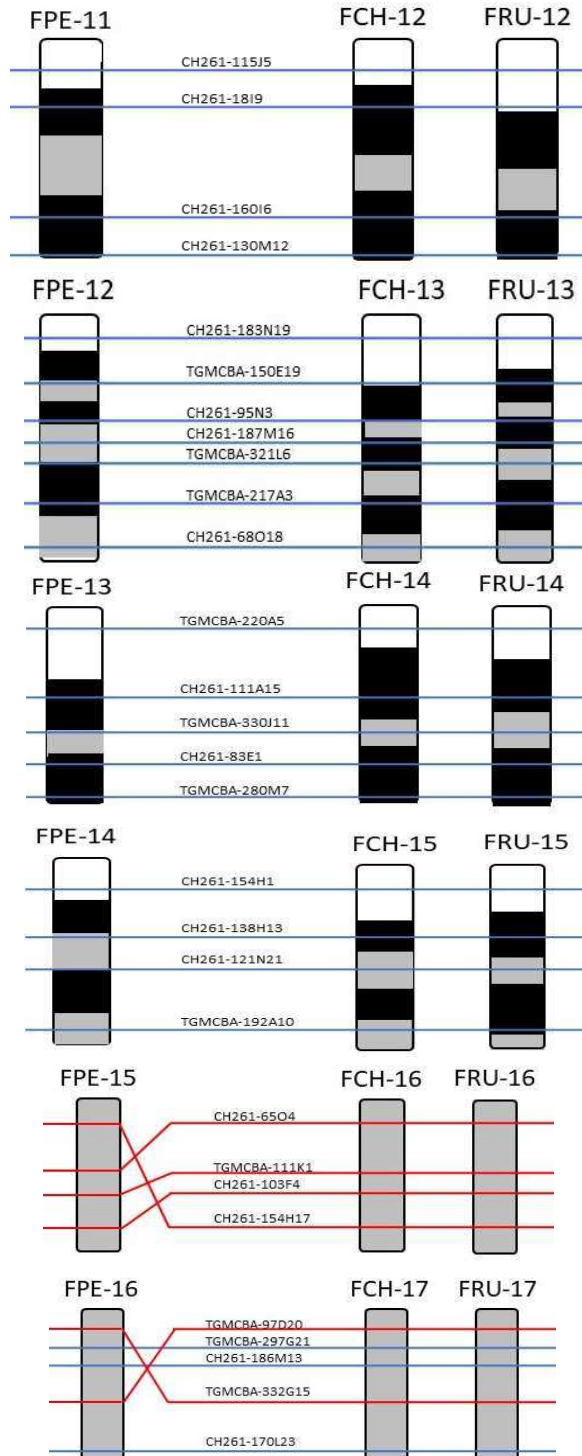 FPE-11 FCH-12 FRU-12
CH261-115J5
CH261-18I9
CH261-160I6
CH261-130M12
FPE-12 FCH-13 FRU-13
CH261-183N19
TGMCBA-150E19
CH261-95N3
CH261-187M16
TGMCBA-321L6
TGMCBA-217A3
CH261-68O18
FPE-13 FCH-14 FRU-14
TGMCBA-220A5
CH261-111A15
TGMCBA-330J11
CH261-83E1
TGMCBA-280M7
FPE-14 FCH-15 FRU-15
CH261-154H1
CH261-138H13
CH261-121N21
TGMCBA-192A10
FPE-15 FCH-16 FRU-16
CH261-65O4
TGMCBA-111K1
CH261-103F4
CH261-154H17
FPE-16 FCH-17 FRU-17
TGMCBA-97D20
TGMCBA-297G21
CH261-186M13
TGMCBA-332G15
CH261-170L23